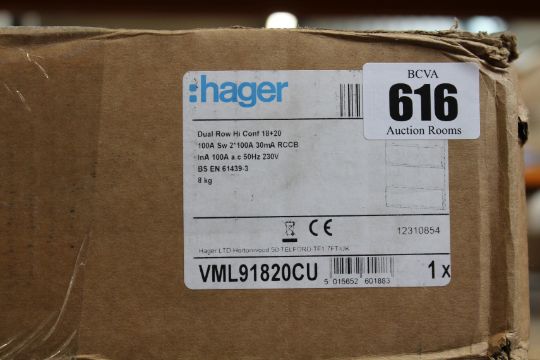 :hager
BCVA
616
Auction Rooms
Dual Row Hi Conf 18+20
100A Sw 2*100A 30mA RCCB
InA 100A a.c 50Hz 230V
BS EN 61439-3
8 kg
CE
12310854
Hager LTD Hortonwood 50 TELFORD TF1 7FT/UK
VML91820CU
1 x
5 015652 601883